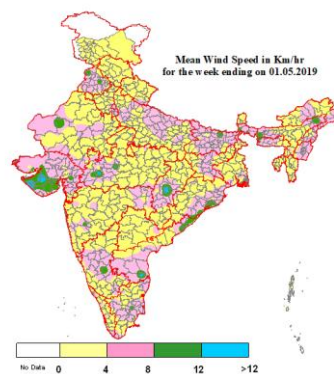 Mean Wind Speed in Km/hr
for the week ending on 01.05.2019
No Data 0 4 8 12 >12